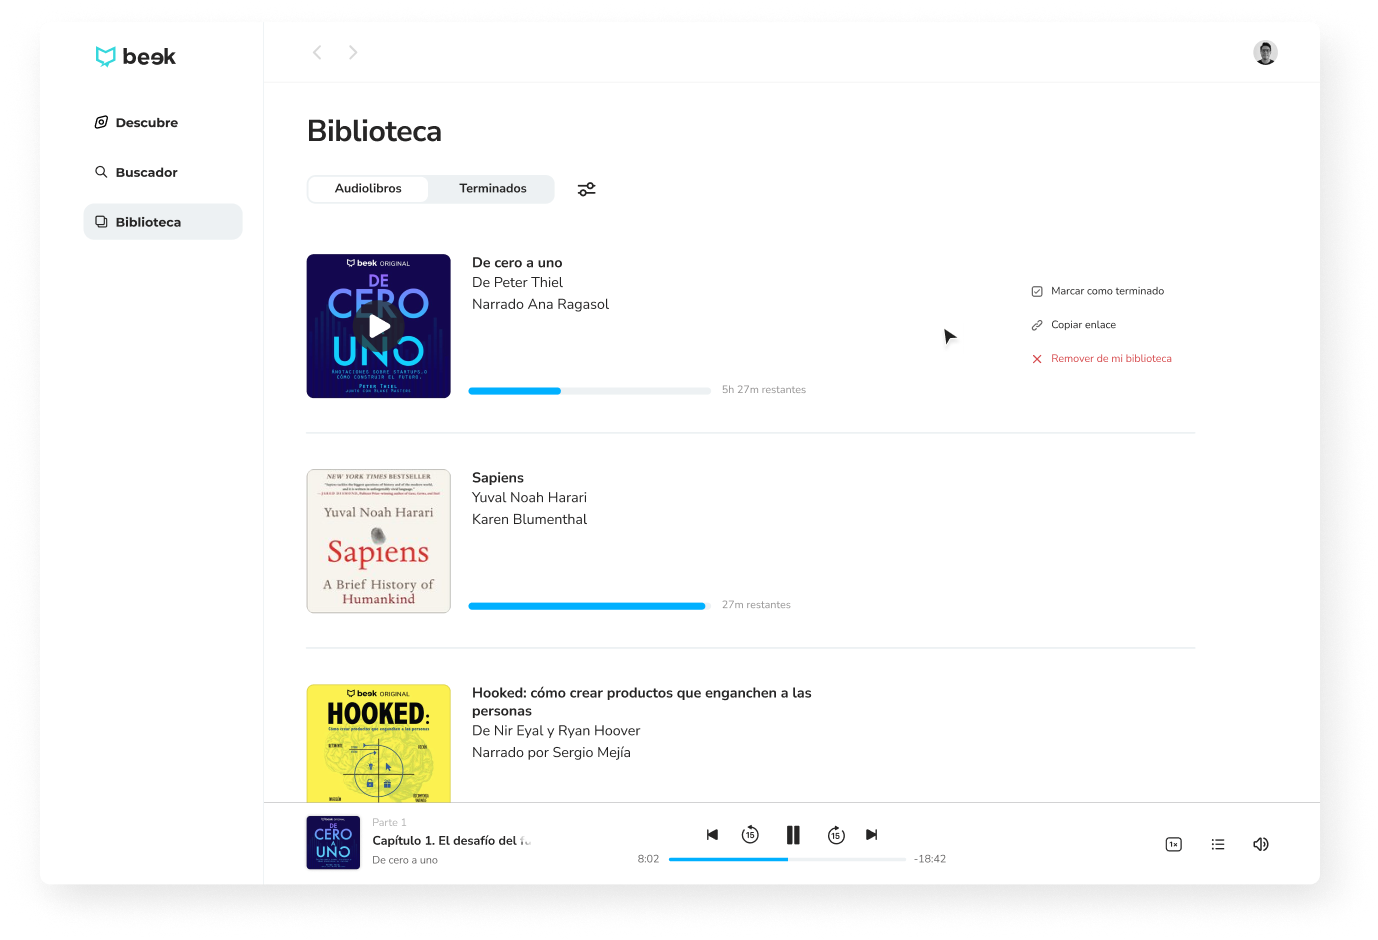 beek
Descubre
Buscador
Biblioteca
Biblioteca
Audiolibros
Terminados
beek ORIGINAL
DE
CERO
A
UNO
ANOTACIONES SOBRE STARTUPS, O
CÓMO CONSTRUIR EL FUTURO.
PETER THIEL
JUNTO CON BLAKE MASTERS
De cero a uno
De Peter Thiel
Narrado Ana Ragasol
5h 27m restantes
Marcar como terminado
Copiar enlace
Remover de mi biblioteca
NEW YORK TIMES BESTSELLER
Yuval Noah Harari
Sapiens
A Brief History of
Humankind
Sapiens
Yuval Noah Harari
Karen Blumenthal
27m restantes
beek ORIGINAL
HOOKED:
Cómo crear productos que enganchen a las personas
Hooked: cómo crear productos que enganchen a las
personas
De Nir Eyal y Ryan Hoover
Narrado por Sergio Mejía
DE
CERO
A
UNO
Parte 1
Capítulo 1. El desafío del fu
De cero a uno
15
15
8:02
-18:42
1x